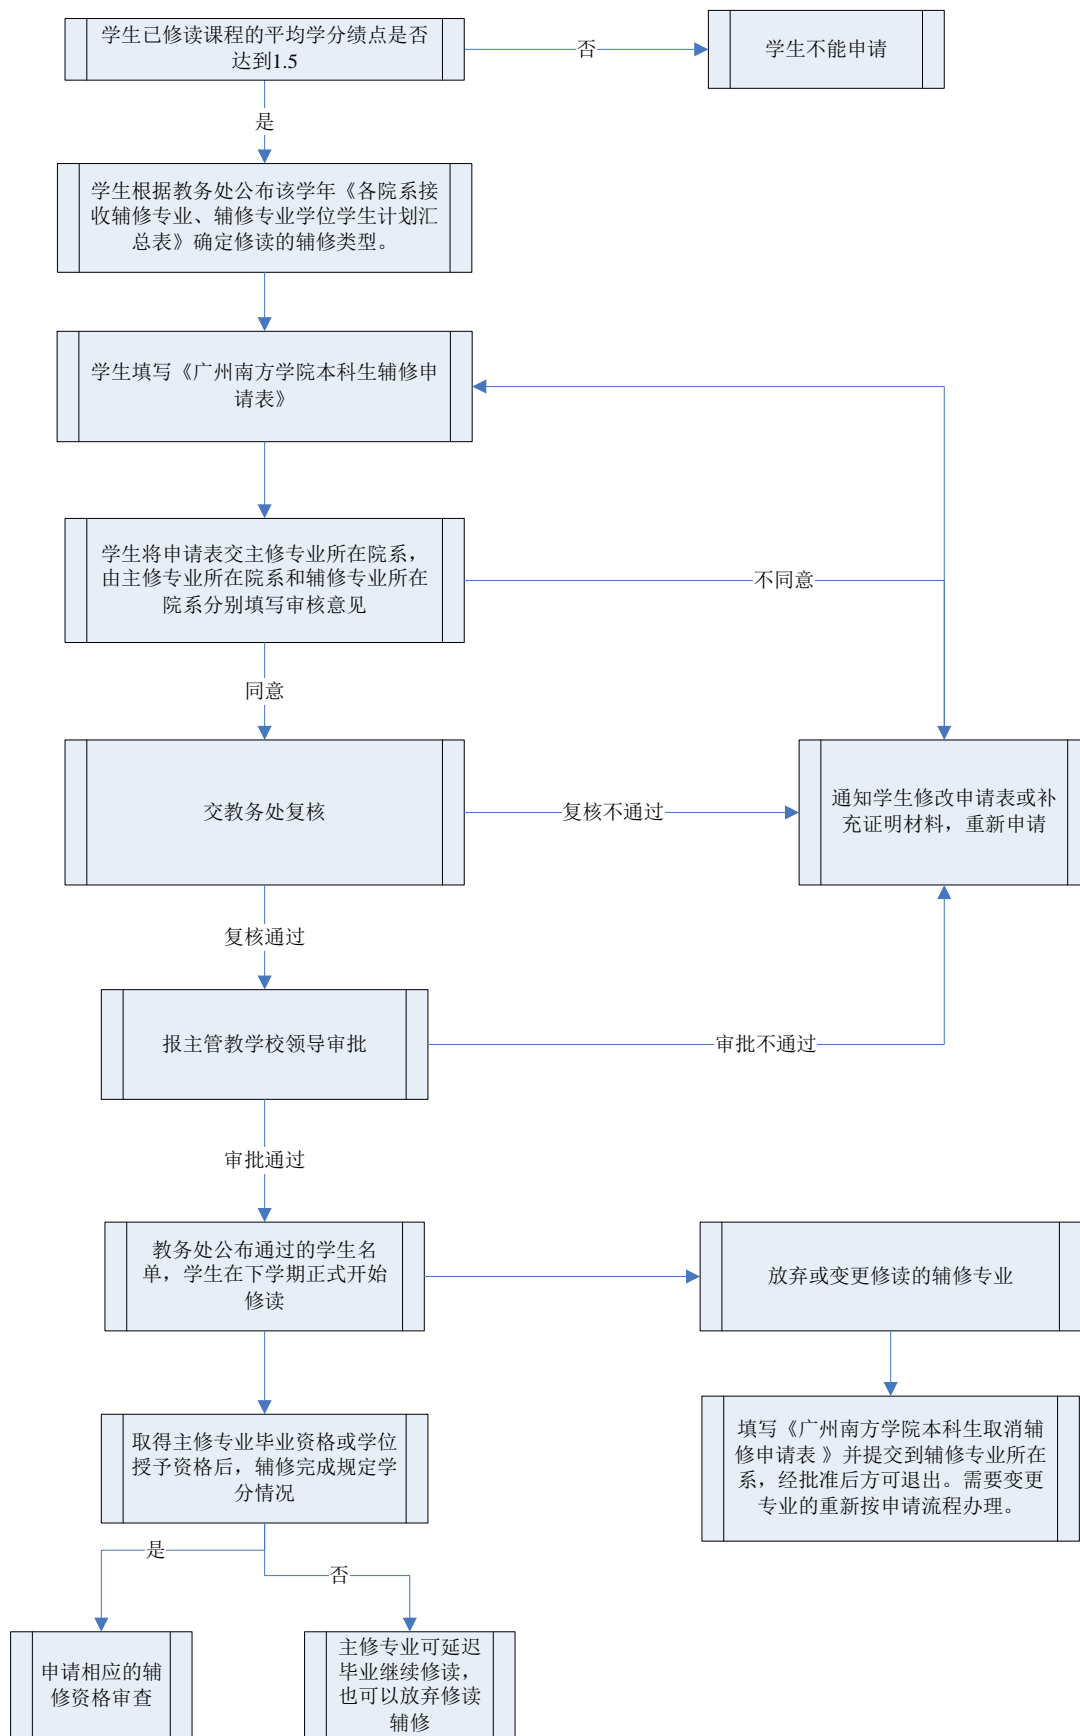 学生已修读课程的平均学分绩点是否
达到1.5
否
学生不能申请
是
学生根据教务处公布该学年《各院系接
收辅修专业、辅修专业学位学生计划汇
总表》确定修读的辅修类型。
学生填写《广州南方学院本科生辅修申
请表》
学生将申请表交主修专业所在院系，
由主修专业所在院系和辅修专业所在
院系分别填写审核意见
不同意
同意
交教务处复核
复核不通过
通知学生修改申请表或补
充证明材料，重新申请
复核通过
报主管教学校领导审批
审批不通过
审批通过
教务处公布通过的学生名
单，学生在下学期正式开始
修读
放弃或变更修读的辅修专业
取得主修专业毕业资格或学位
授予资格后，辅修完成规定学
分情况
填写《广州南方学院本科生取消辅
修申请表 》并提交到辅修专业所在
系，经批准后方可退出。需要变更
专业的重新按申请流程办理。
是
否
申请相应的辅
修资格审查
主修专业可延迟
毕业继续修读，
也可以放弃修读
辅修